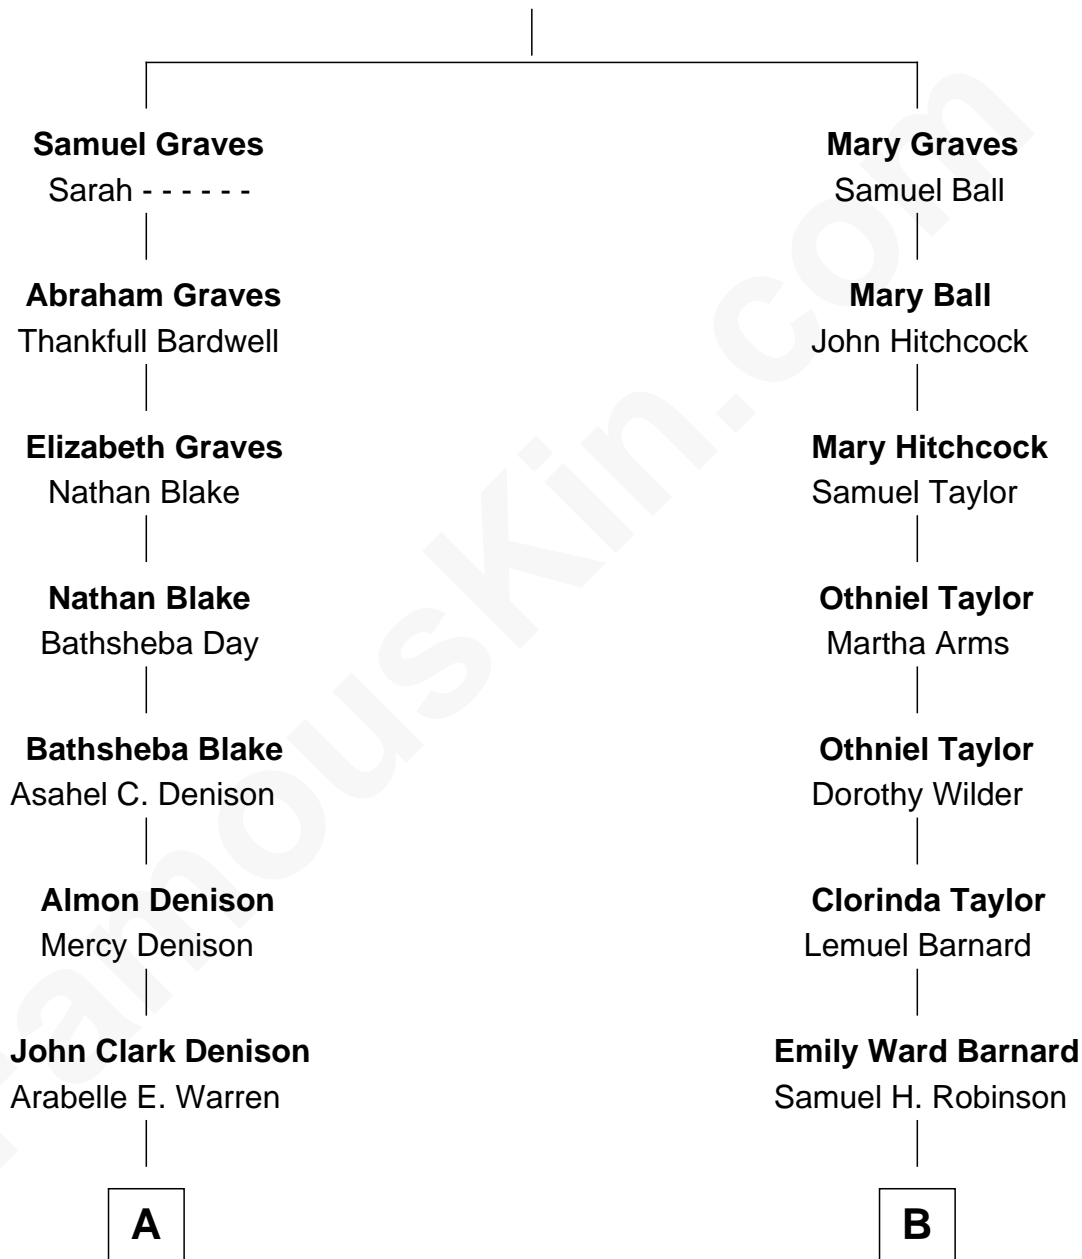 Samuel Graves
Sarah - - - - - -
Abraham Graves
Thankfull Bardwell
Elizabeth Graves
Nathan Blake
Nathan Blake
Bathsheba Day
Bathsheba Blake
Asahel C. Denison
Almon Denison
Mercy Denison
John Clark Denison
Arabelle E. Warren
A
Mary Graves
Samuel Ball
Mary Ball
John Hitchcock
Mary Hitchcock
Samuel Taylor
Othniel Taylor
Martha Arms
Othniel Taylor
Dorothy Wilder
Clorinda Taylor
Lemuel Barnard
Emily Ward Barnard
Samuel H. Robinson
B
FamousKin.com